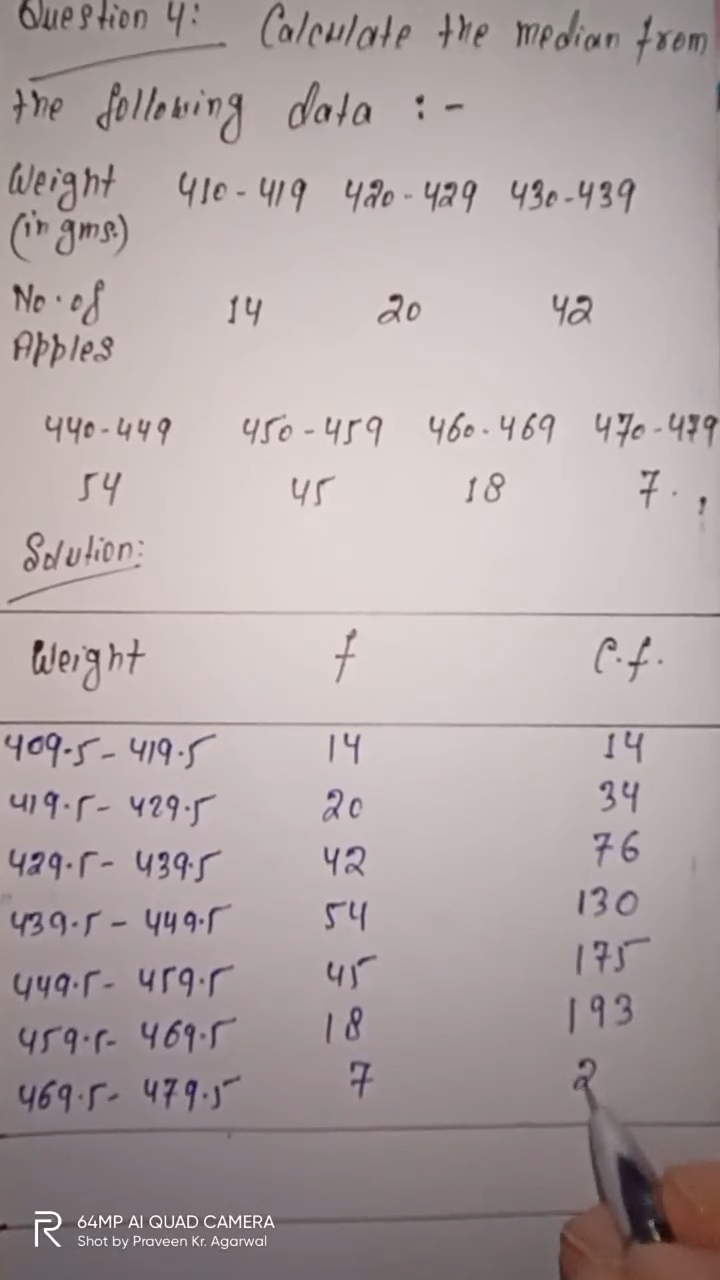 Question 4: Calculate the median from
the following data :-
Weight 410-419 420-429 430-439
(in gms.)
No. of 14 20 42
Apples
440-449 450-459 460-469 470-479
54 45 18 7.,
Solution:
Weight f C.f.
409.5-419.5 14 14
419.5-429.5 20 34
429.5-439.5 42 76
439.5-449.5 54 130
449.5-459.5 45 175
459.5-469.5 18 193
469.5-479.5 7 2
R 64MP AI QUAD CAMERA
Shot by Praveen Kr. Agarwal